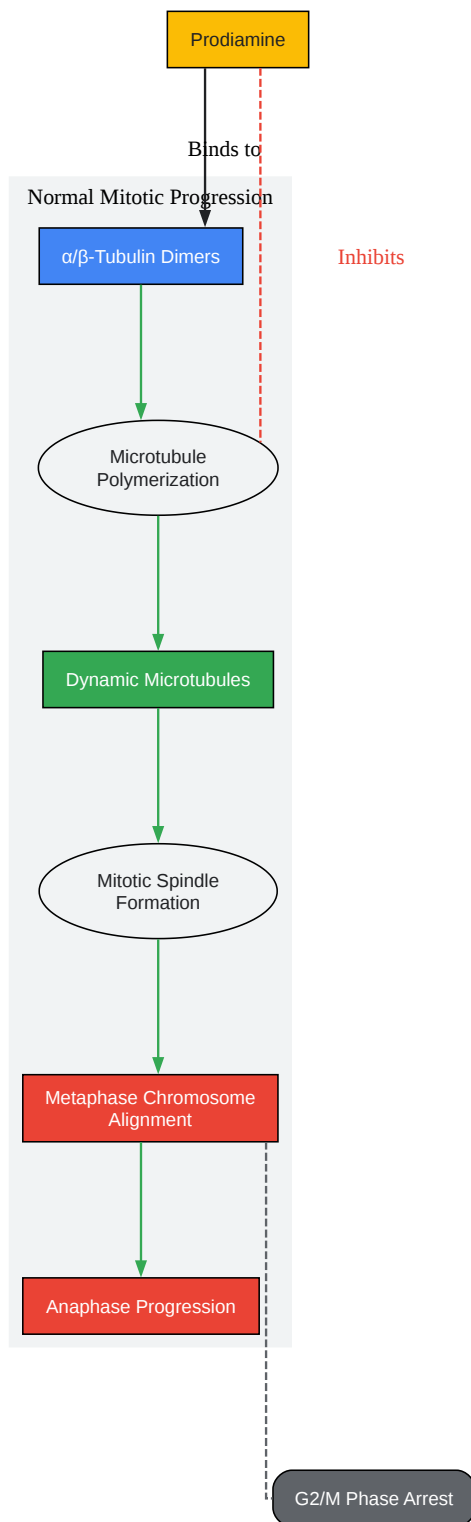 Prodiamine
Binds to
Normal Mitotic Progression
α/β-Tubulin Dimers
Inhibits
Microtubule
Polymerization
Dynamic Microtubules
Mitotic Spindle
Formation
Metaphase Chromosome
Alignment
Anaphase Progression
G2/M Phase Arrest